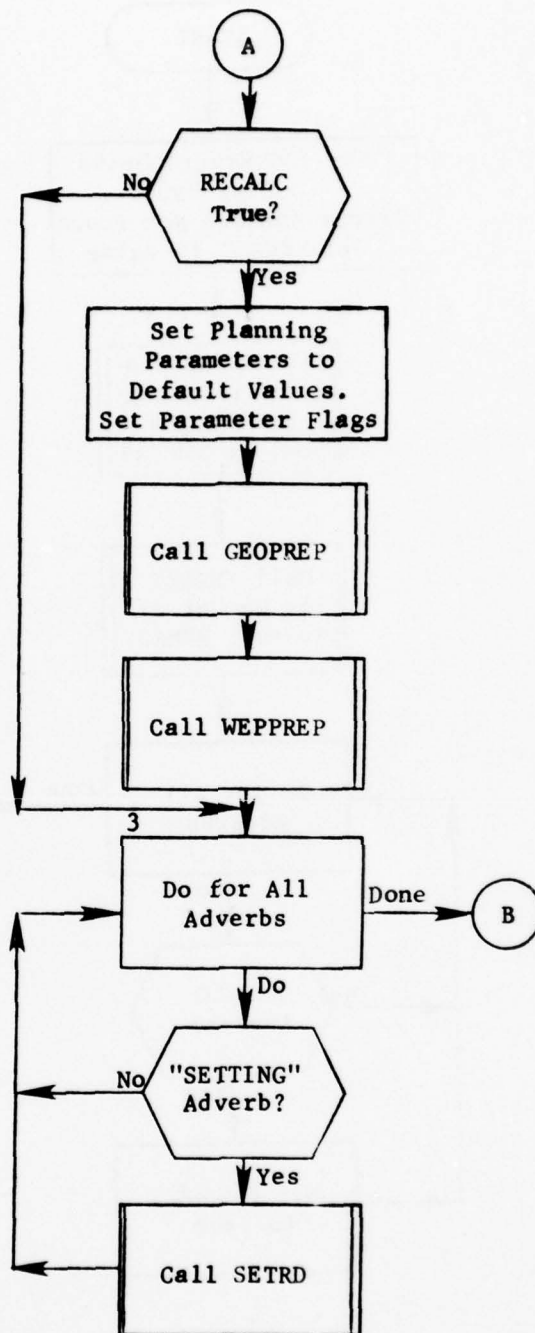 A
No
RECALC
True?
Yes
Set Planning
Parameters to
Default Values.
Set Parameter Flags
Call GEOPREP
Call WEPPREP
3
Do for All
Adverbs
Done
B
Do
No
"SETTING"
Adverb?
Yes
Call SETRD